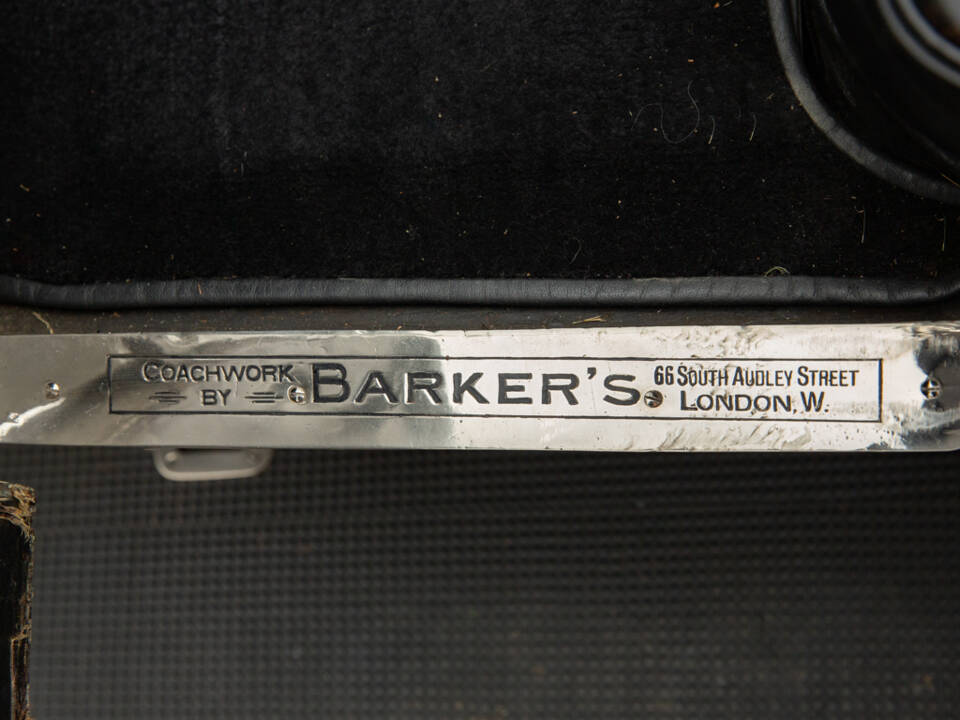 COACHWORK
BY
BARKER'S
66 SOUTH AUDLEY STREET
LONDON, W.